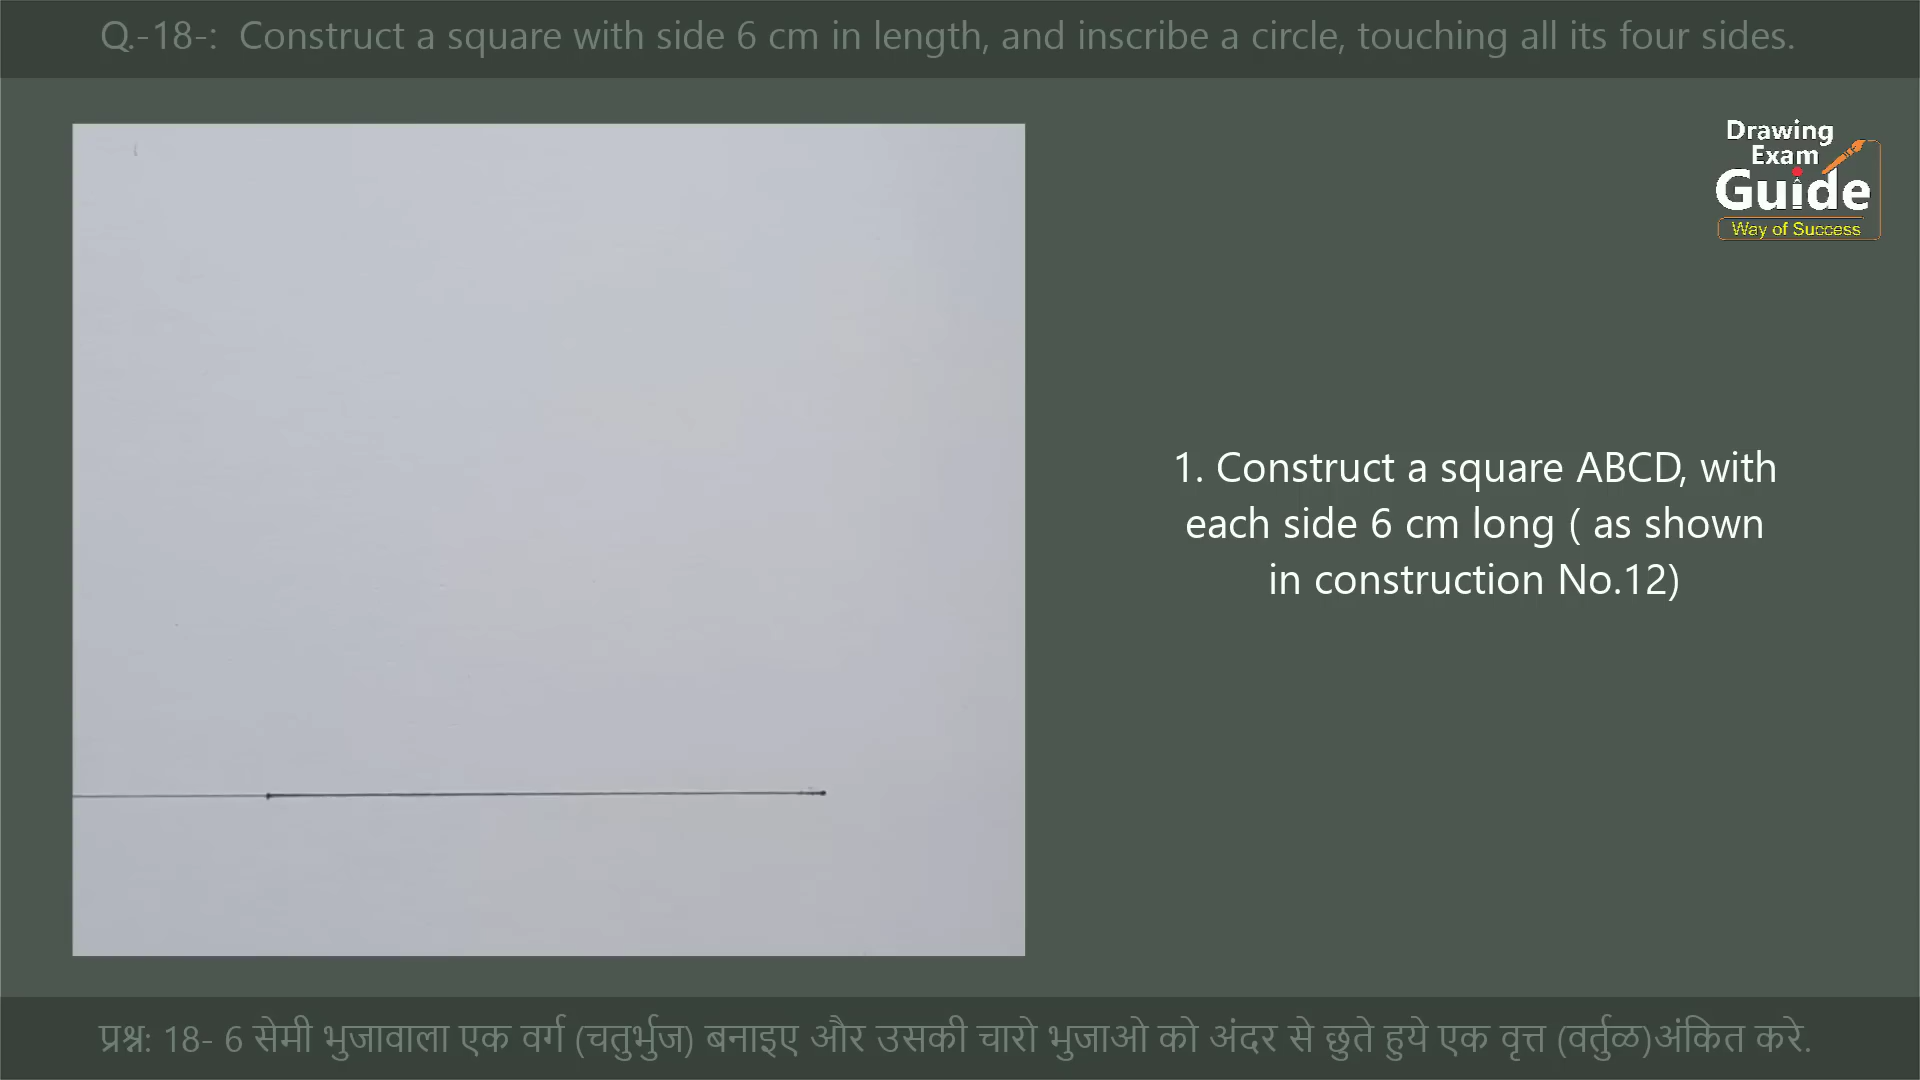 Q.-18-: Construct a square with side 6 cm in length, and inscribe a circle, touching all its four sides.
Drawing
Exam
Guide
Way of Success
1. Construct a square ABCD, with
each side 6 cm long ( as shown
in construction No.12)
प्रश्न: 18- 6 सेमी भुजावाला एक वर्ग (चतुर्भुज) बनाइए और उसकी चारो भुजाओ को अंदर से छुते हुये एक वृत्त (वर्तुळ)अंकित करे.